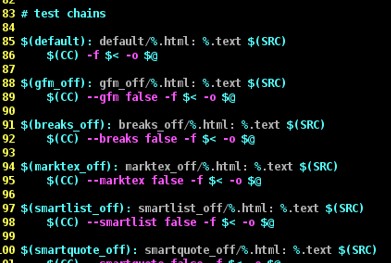 83 # test chains
84
85 $(default): default/%.html: %.text $(SRC)
86 $(CC) -f $< -o $@
87
88 $(gfm_off): gfm_off/%.html: %.text $(SRC)
89 $(CC) --gfm false -f $< -o $@
90
91 $(breaks_off): breaks_off/%.html: %.text $(SRC)
92 $(CC) --breaks false -f $< -o $@
93
94 $(marktex_off): marktex_off/%.html: %.text $(SRC)
95 $(CC) --marktex false -f $< -o $@
96
97 $(smartlist_off): smartlist_off/%.html: %.text $(SRC)
98 $(CC) --smartlist false -f $< -o $@
99
100 $(smartquote_off): smartquote_off/%.html: %.text $(SRC)